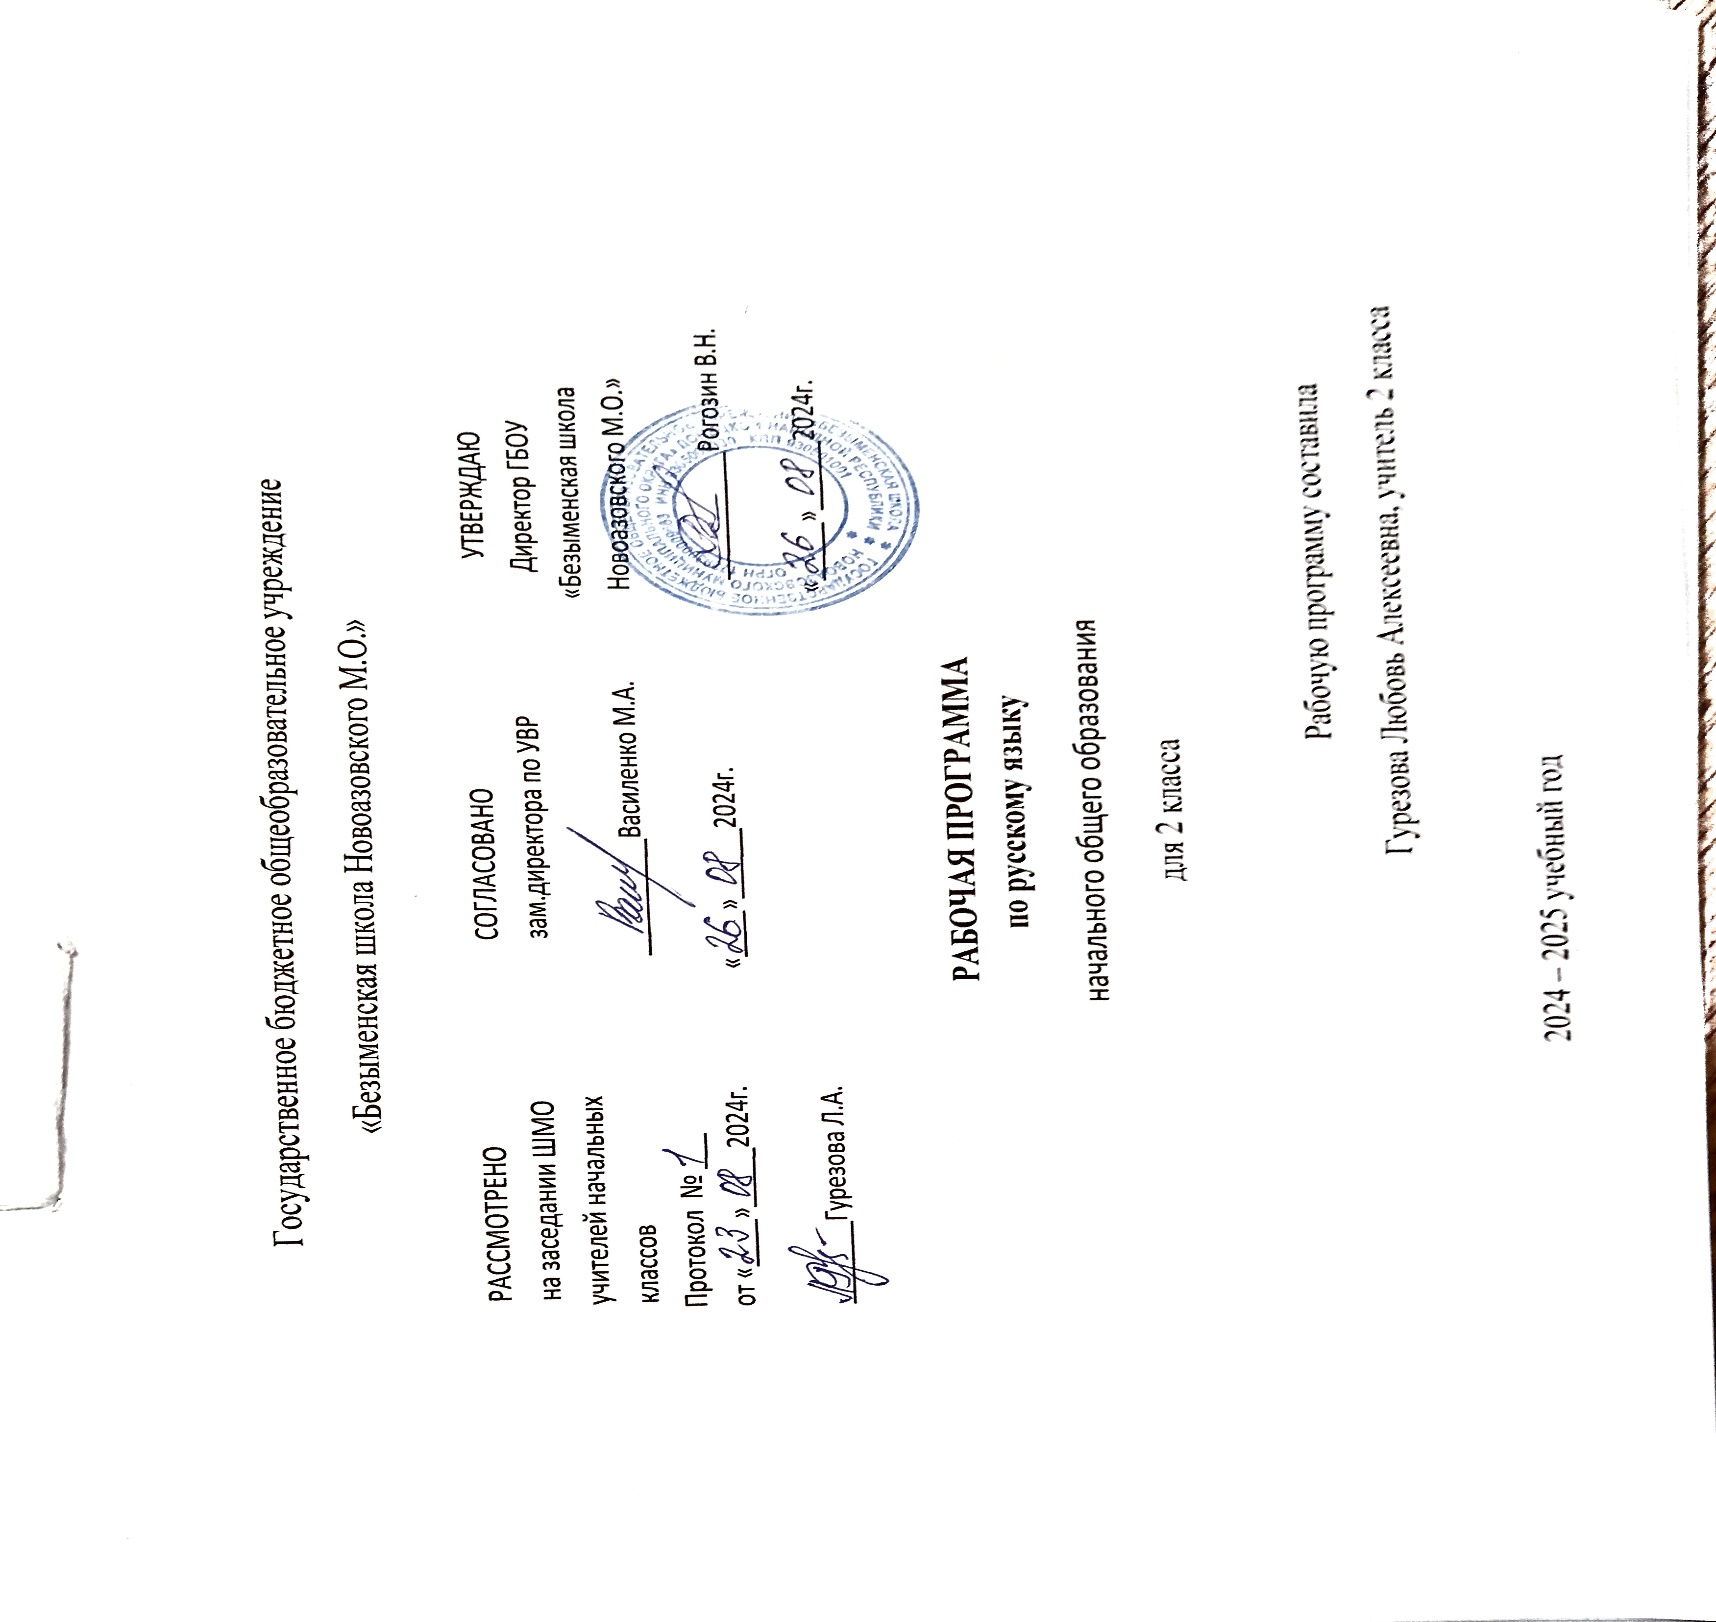 Государственное бюджетное общеобразовательное учреждение
«Безыменская школа Новоазовского М.О.»
РАССМОТРЕНО
на заседании ШМО
учителей начальных
классов
Протокол № 1
от «23» 08 2024г.
Гурезова Л.А.
СОГЛАСОВАНО
зам.директора по УВР
Василенко М.А.
«26» 08 2024г.
УТВЕРЖДАЮ
Директор ГБОУ
«Безыменская школа
Новоазовского М.О.»
Рогозин В.Н.
«26» 08 2024г.
РАБОЧАЯ ПРОГРАММА
по русскому языку
начального общего образования
для 2 класса
Рабочую программу составила
Гурезова Любовь Алексеевна, учитель 2 класса
2024 – 2025 учебный год